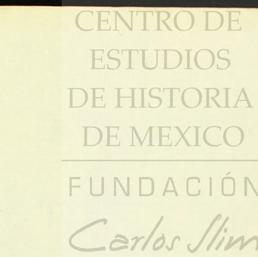 CENTRO DE
ESTUDIOS
DE HISTORIA
DE MEXICO
FUNDACIÓN
Carlos Slim